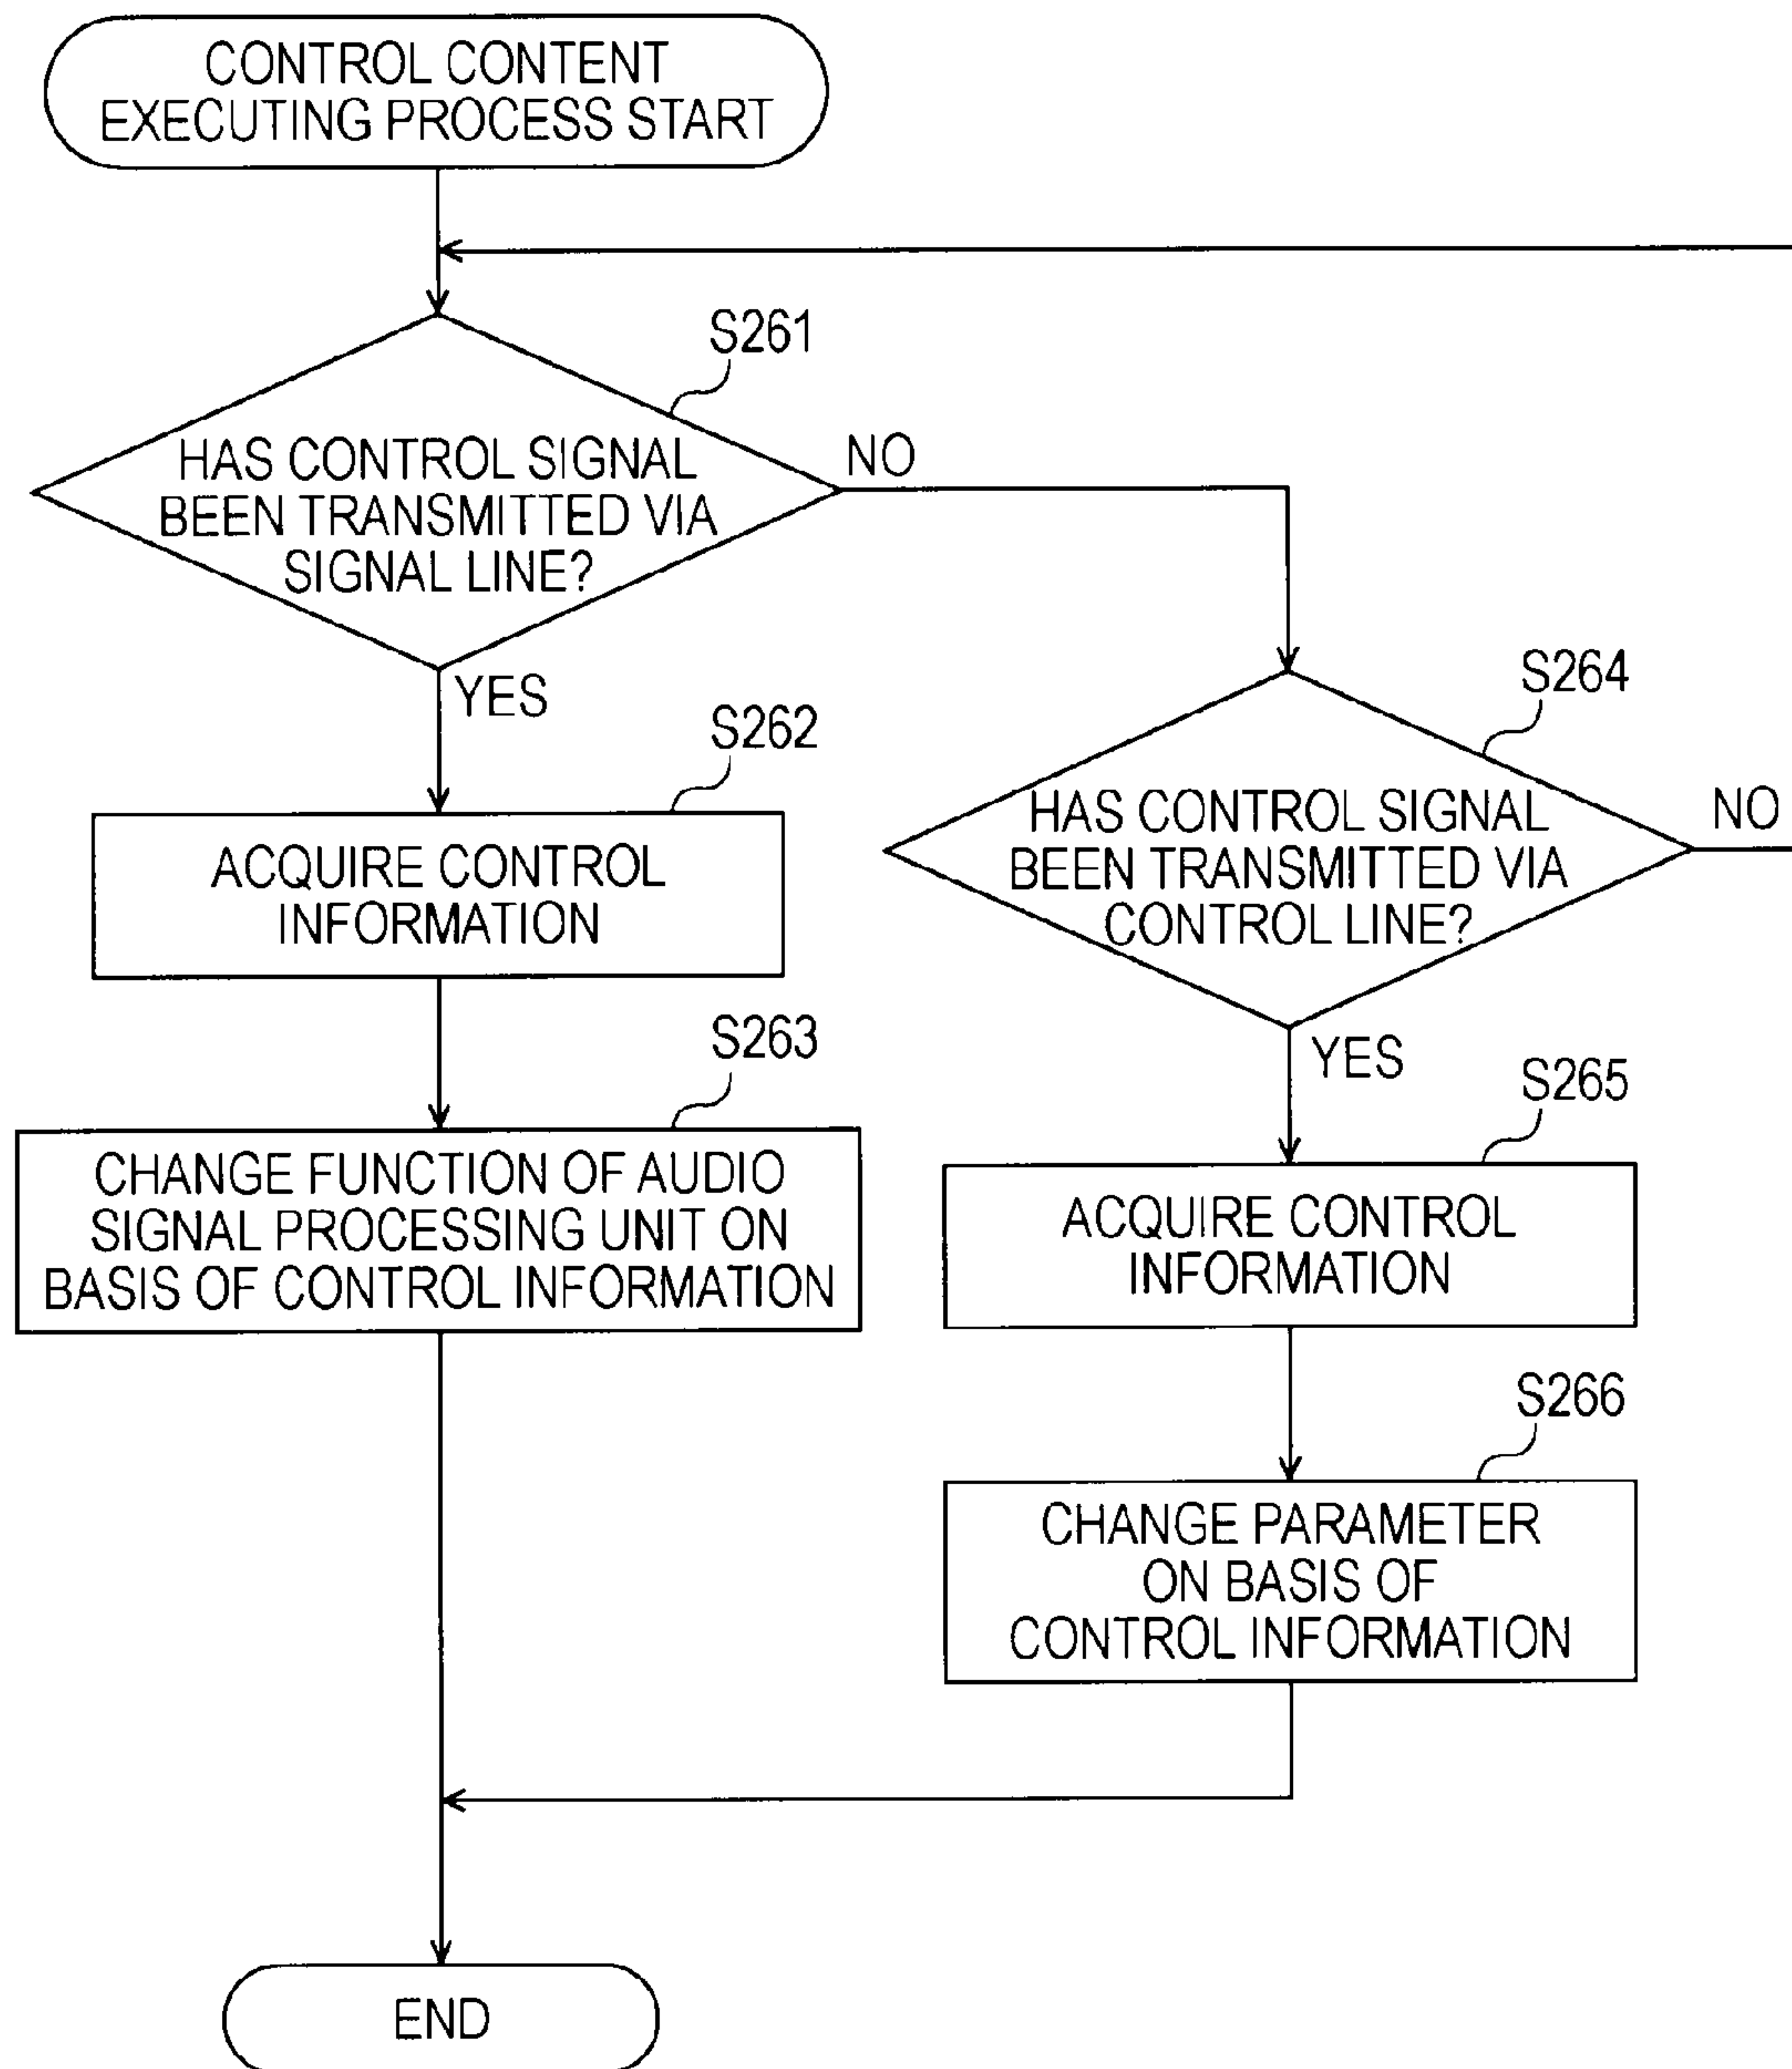 CONTROL CONTENT
EXECUTING PROCESS START
S261
HAS CONTROL SIGNAL
BEEN TRANSMITTED VIA
SIGNAL LINE?
NO
YES
S262
ACQUIRE CONTROL
INFORMATION
S263
CHANGE FUNCTION OF AUDIO
SIGNAL PROCESSING UNIT ON
BASIS OF CONTROL INFORMATION
S264
HAS CONTROL SIGNAL
BEEN TRANSMITTED VIA
CONTROL LINE?
NO
YES
S265
ACQUIRE CONTROL
INFORMATION
S266
CHANGE PARAMETER
ON BASIS OF
CONTROL INFORMATION
END